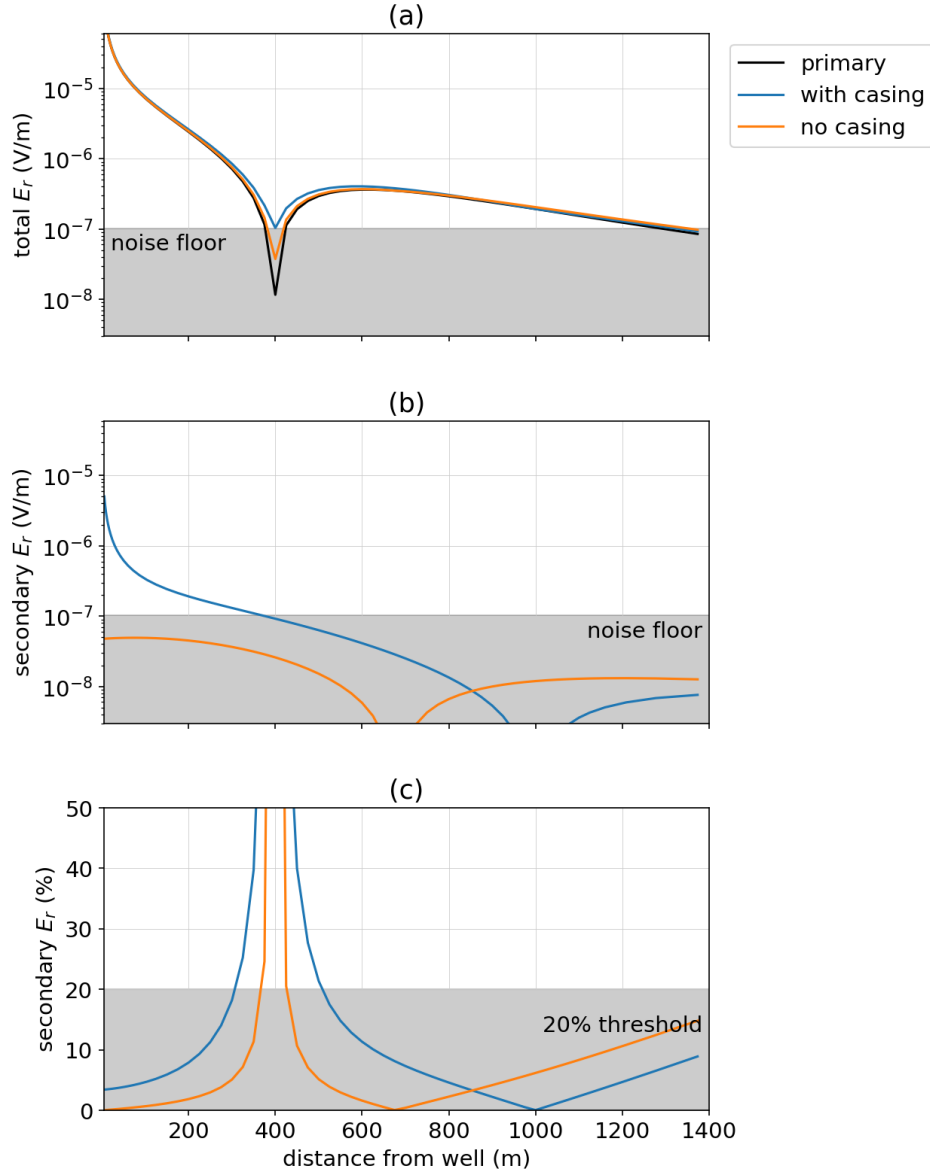 (a)
total E_r (V/m)
10^-5
10^-6
10^-7
10^-8
noise floor
primary
with casing
no casing
(b)
secondary E_r (V/m)
10^-5
10^-6
10^-7
10^-8
noise floor
(c)
secondary E_r (%)
50
40
30
20
10
0
20% threshold
200 400 600 800 1000 1200 1400
distance from well (m)